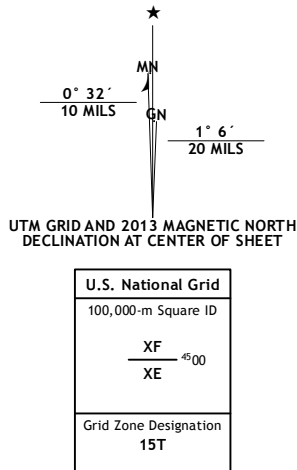 ★
MN
0° 32´
10 MILS
GN
1° 6´
20 MILS
UTM GRID AND 2013 MAGNETIC NORTH
DECLINATION AT CENTER OF SHEET
U.S. National Grid
100,000-m Square ID
XF
4500
XE
Grid Zone Designation
15T